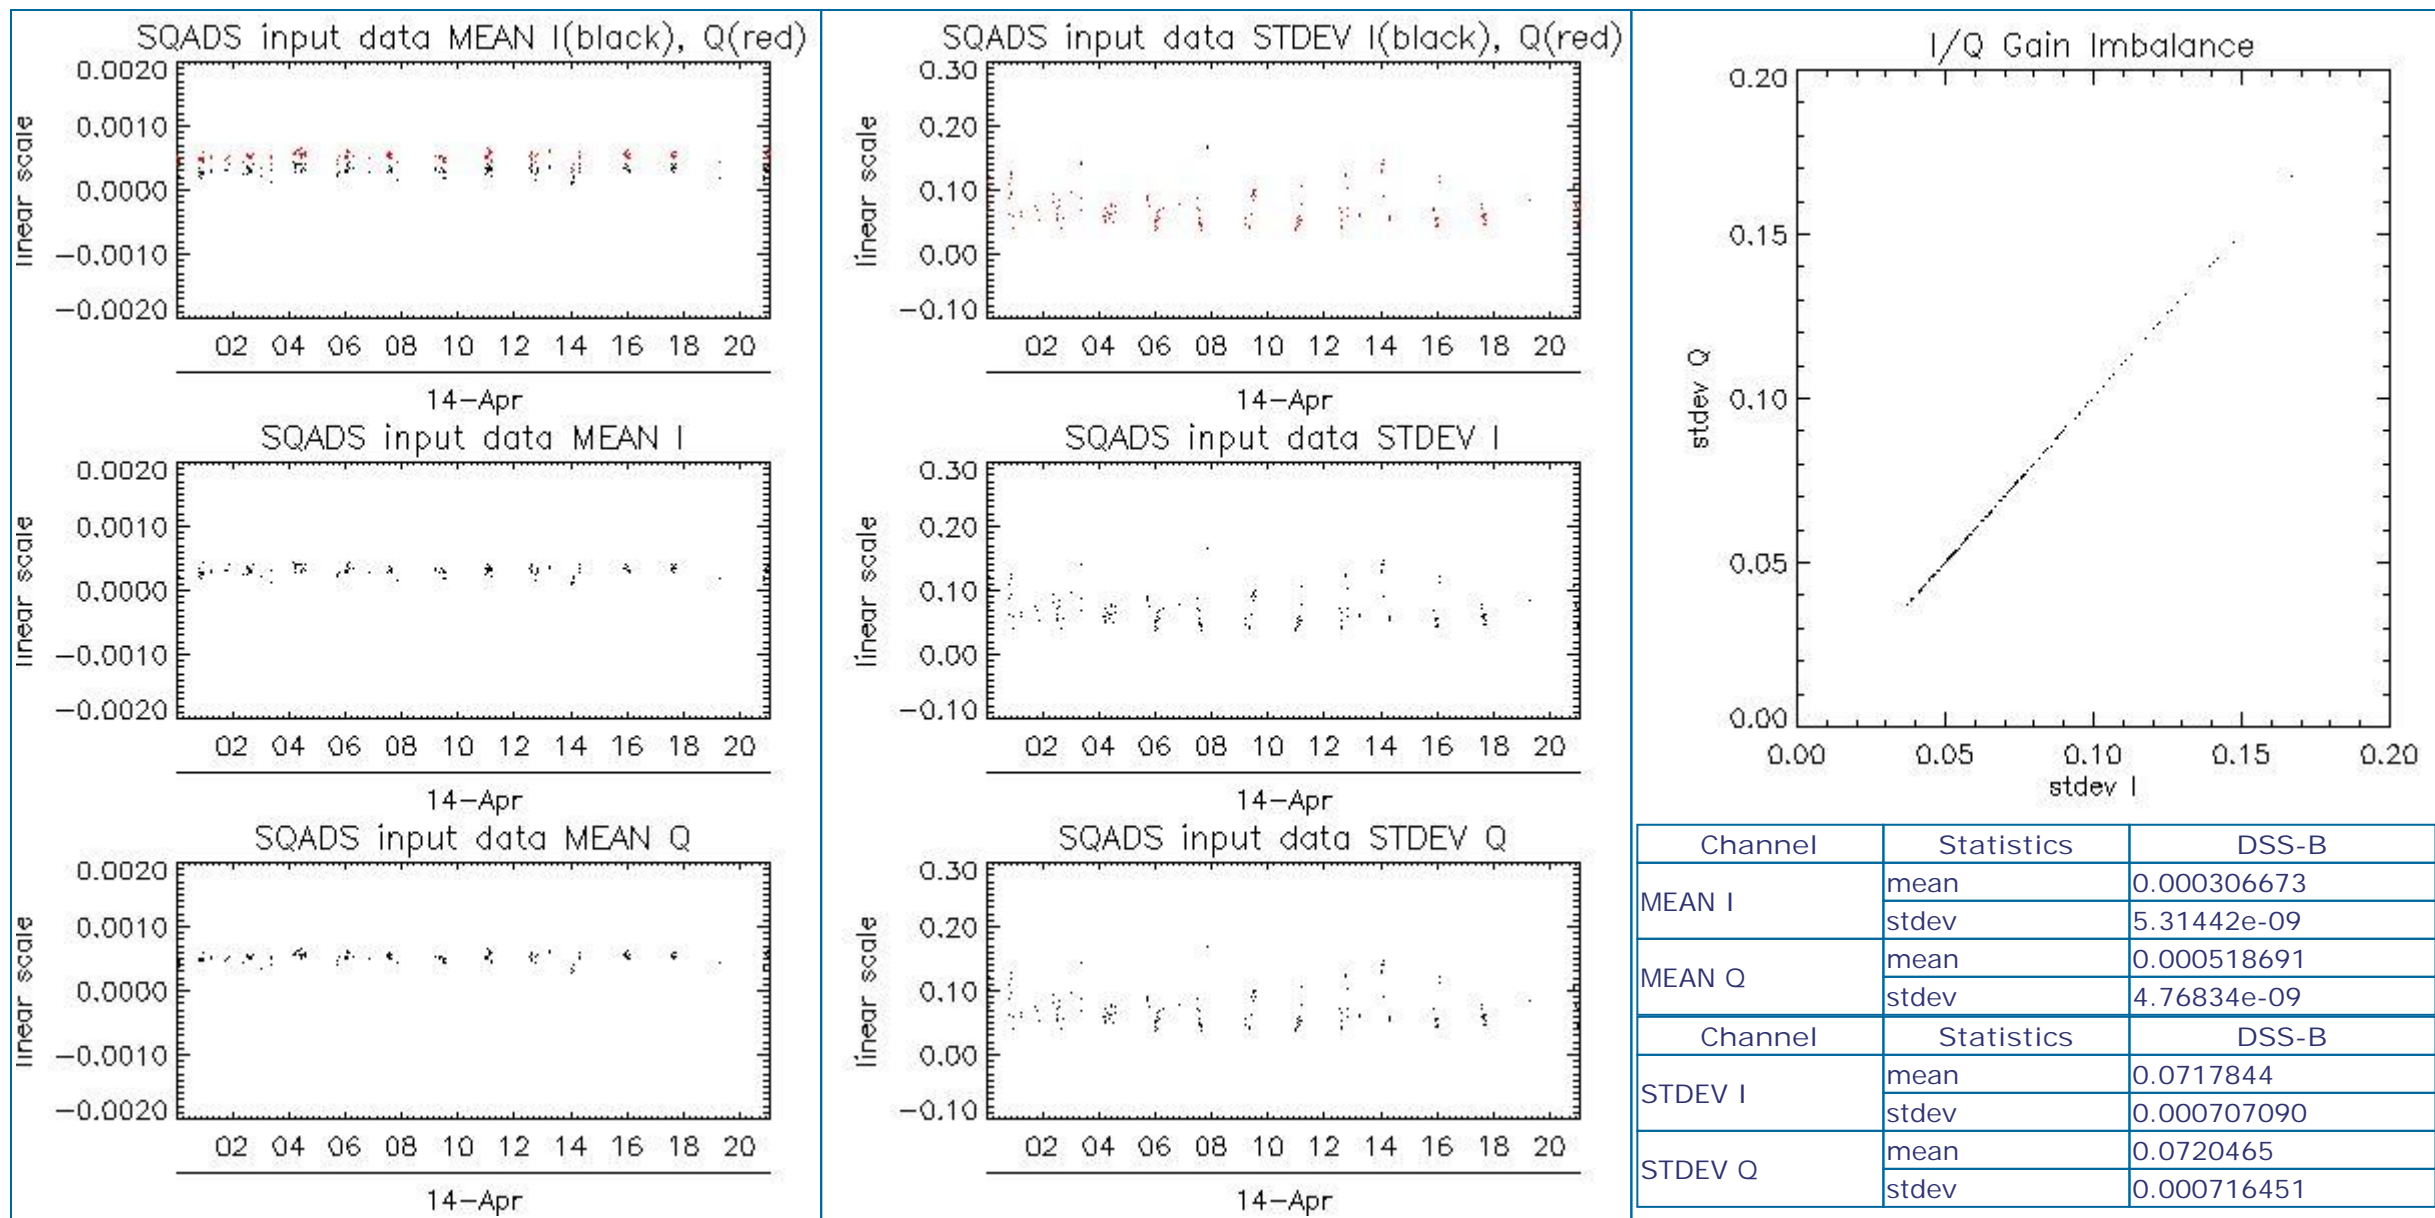 SQADS input data MEAN I(black), Q(red)
linear scale
0.0020
0.0010
0.0000
−0.0010
−0.0020
02 04 06 08 10 12 14 16 18 20
14−Apr
SQADS input data MEAN I
linear scale
0.0020
0.0010
0.0000
−0.0010
−0.0020
02 04 06 08 10 12 14 16 18 20
14−Apr
SQADS input data MEAN Q
linear scale
0.0020
0.0010
0.0000
−0.0010
−0.0020
02 04 06 08 10 12 14 16 18 20
14−Apr
SQADS input data STDEV I(black), Q(red)
linear scale
0.30
0.20
0.10
0.00
−0.10
02 04 06 08 10 12 14 16 18 20
14−Apr
SQADS input data STDEV I
linear scale
0.30
0.20
0.10
0.00
−0.10
02 04 06 08 10 12 14 16 18 20
14−Apr
SQADS input data STDEV Q
linear scale
0.30
0.20
0.10
0.00
−0.10
02 04 06 08 10 12 14 16 18 20
14−Apr
I/Q Gain Imbalance
stdev Q
0.20
0.15
0.10
0.05
0.00
0.00 0.05 0.10 0.15 0.20
stdev I
Channel Statistics DSS-B
MEAN I mean 0.000306673
stdev 5.31442e-09
MEAN Q mean 0.000518691
stdev 4.76834e-09
Channel Statistics DSS-B
STDEV I mean 0.0717844
stdev 0.000707090
STDEV Q mean 0.0720465
stdev 0.000716451